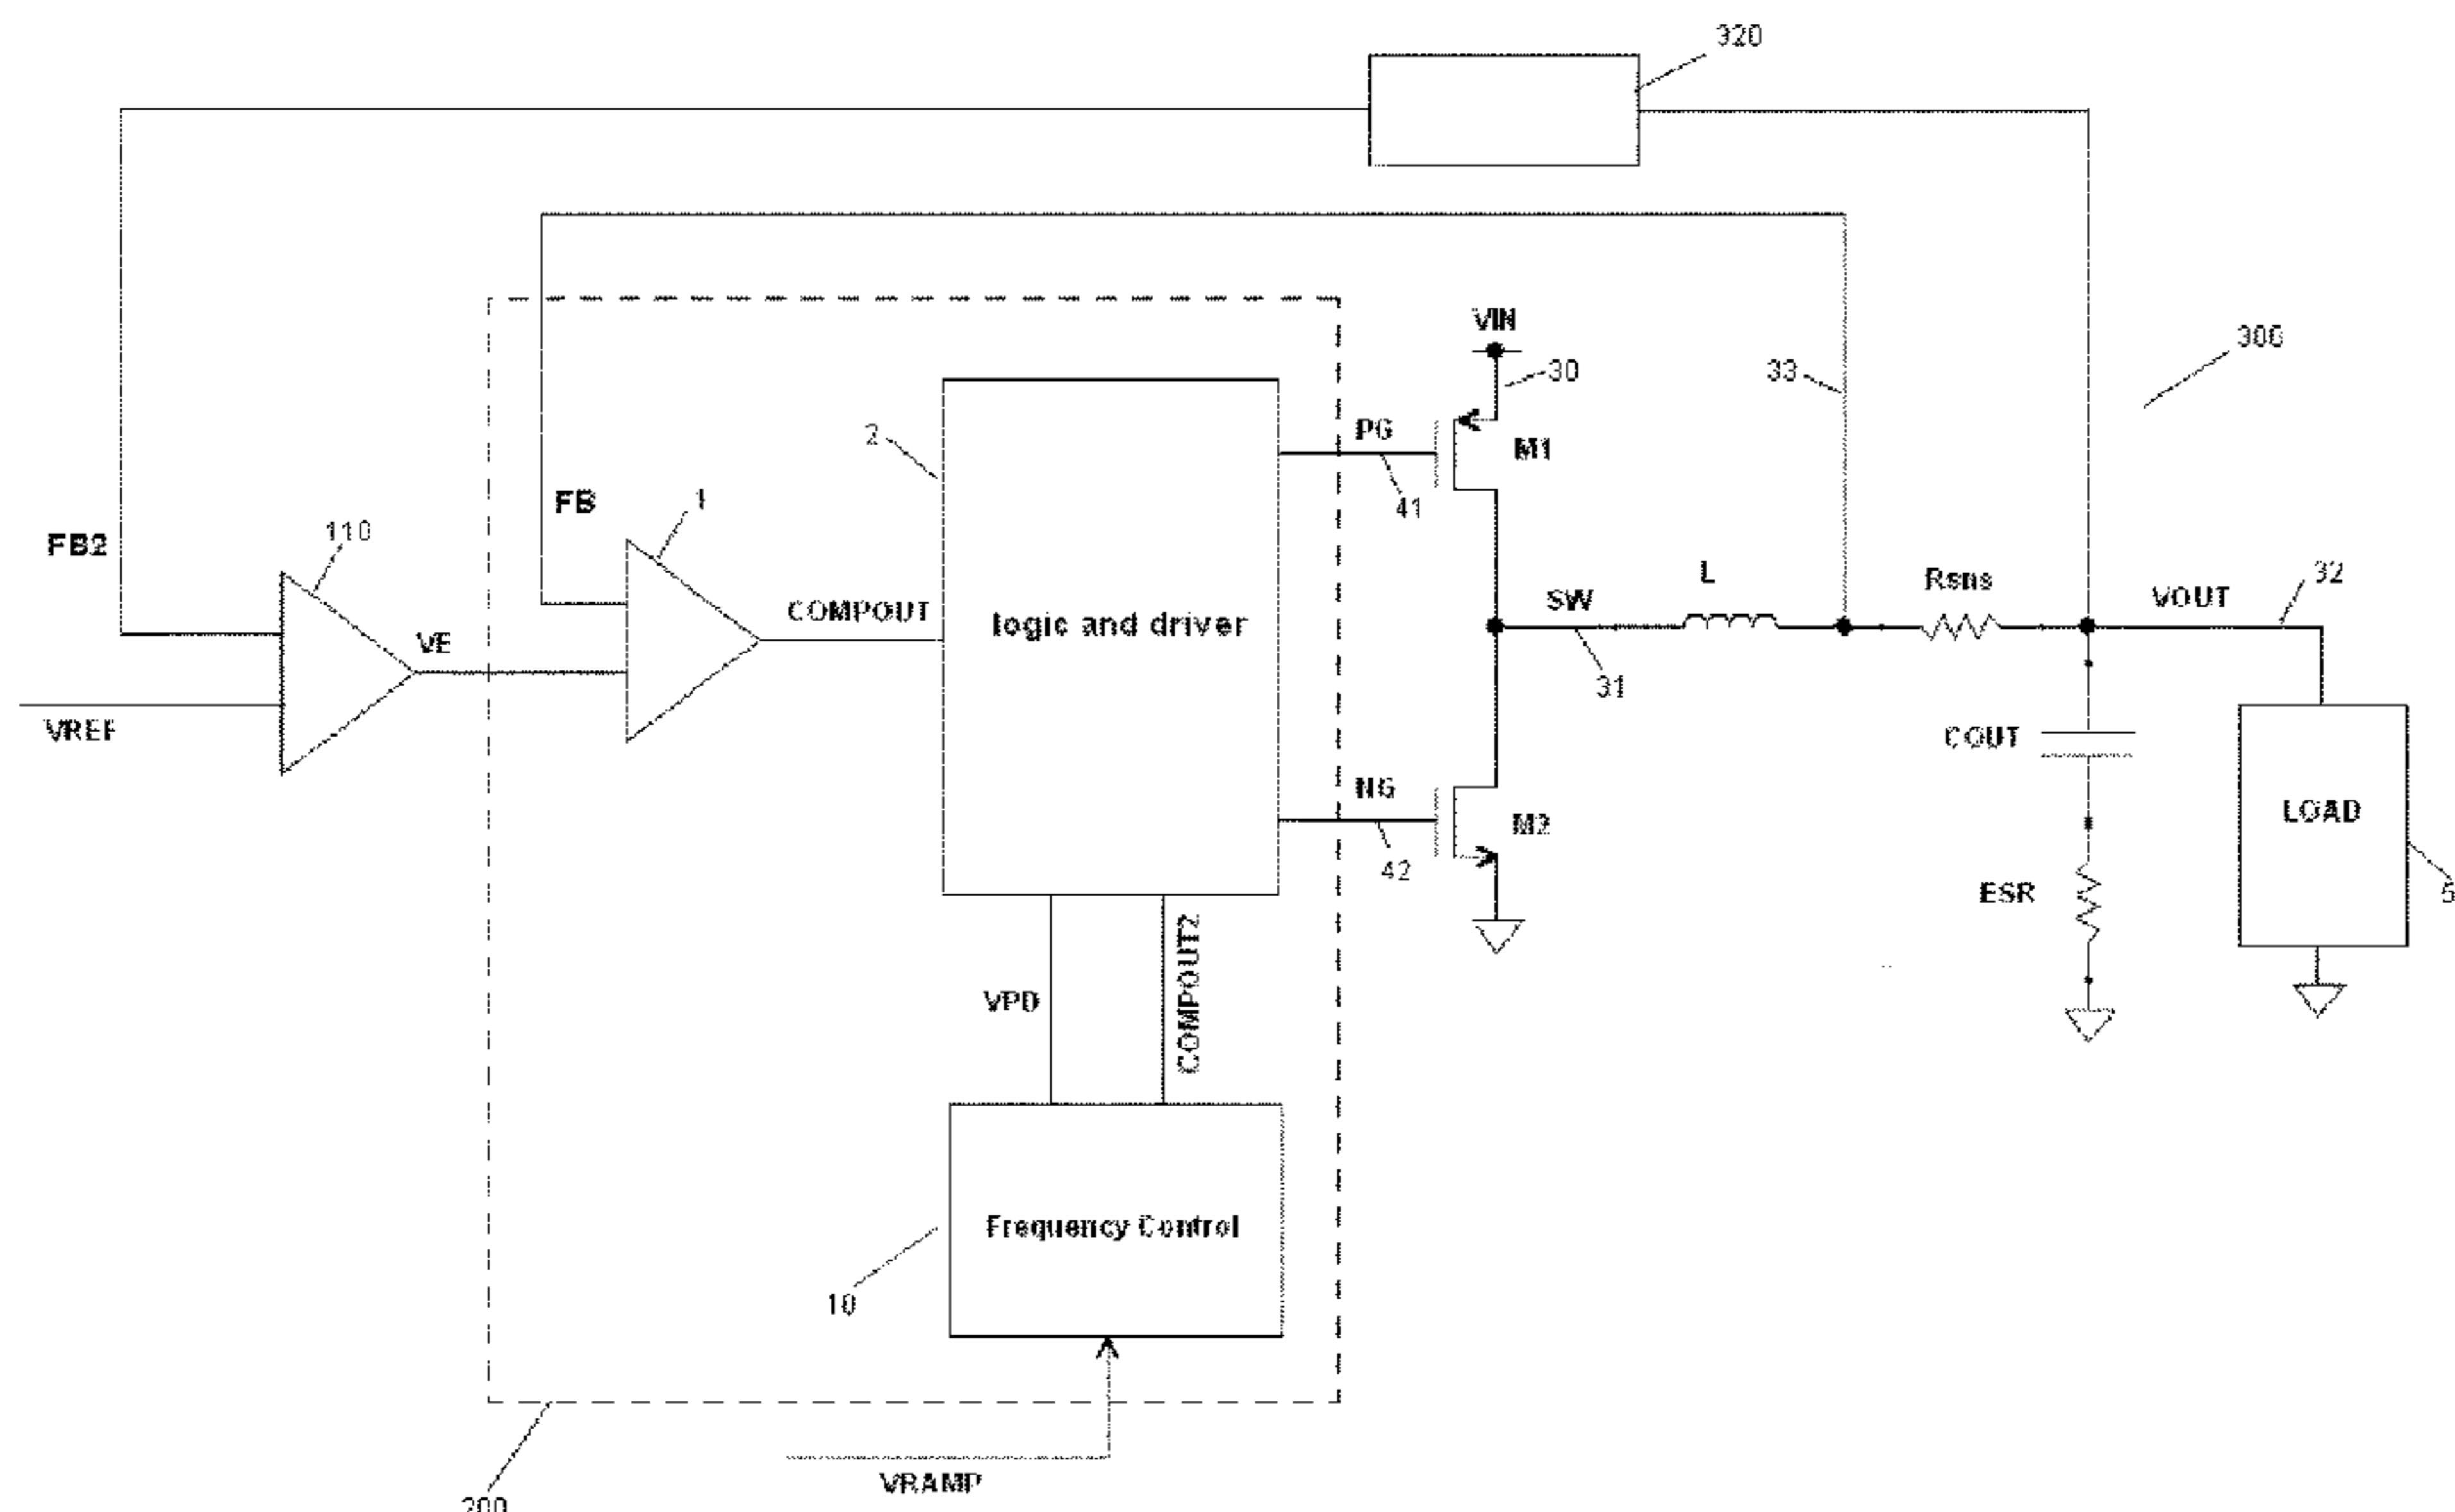 320
VIN
300
30
33
PG
M1
2
41
FB
1
110
FB2
COMPOUT
logic and driver
SW
L
Rsns
VOUT
32
VE
31
VREF
COUT
NG
M2
LOAD
42
ESR
5
VPD
COMPOUT2
Frequency Control
10
VRAMP
200